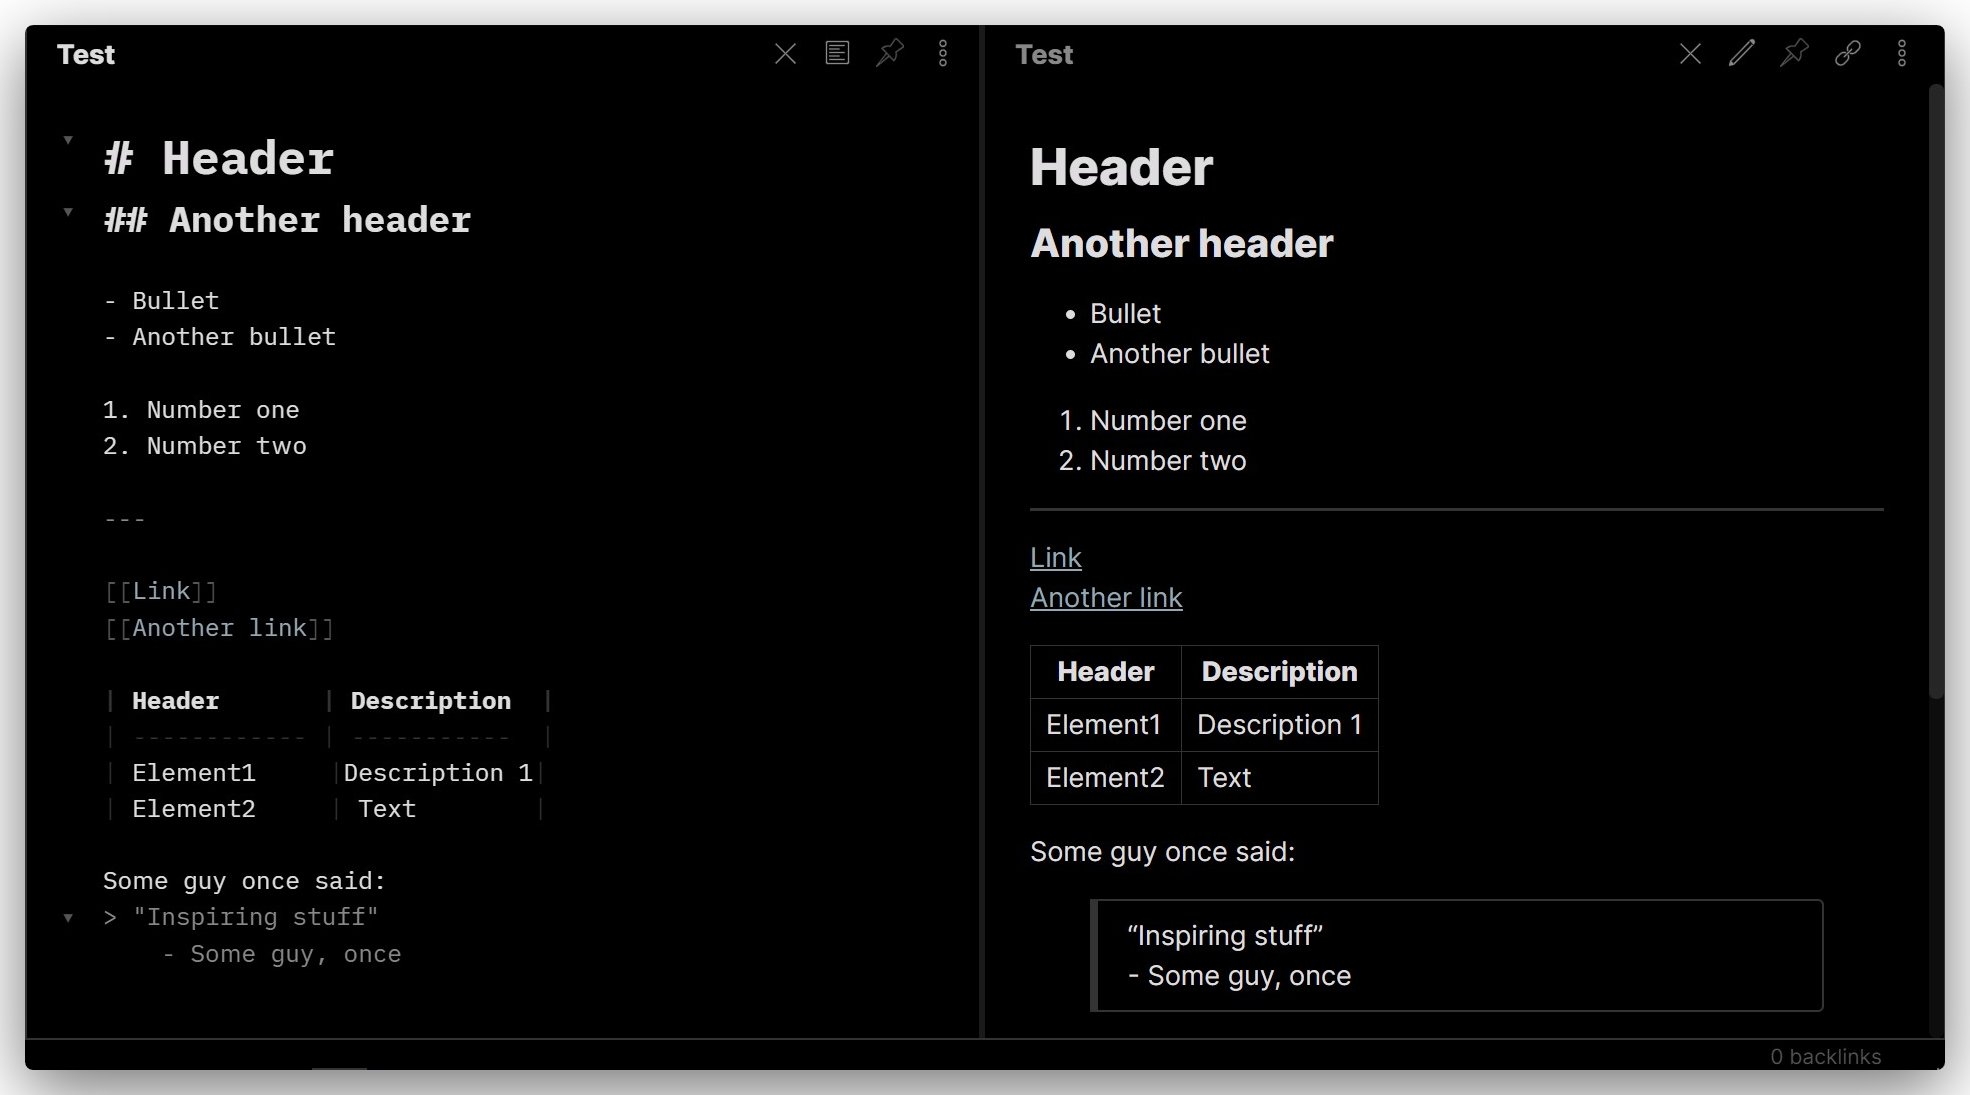 Test
# Header
## Another header
- Bullet
- Another bullet
1. Number one
2. Number two
---
[[Link]]
[[Another link]]
| Header | Description |
| ------------ | ----------- |
| Element1 |Description 1|
| Element2 | Text |
Some guy once said:
> "Inspiring stuff"
- Some guy, once
Test
Header
Another header
• Bullet
• Another bullet
1. Number one
2. Number two
Link
Another link
Header Description
Element1 Description 1
Element2 Text
Some guy once said:
“Inspiring stuff”
- Some guy, once
0 backlinks